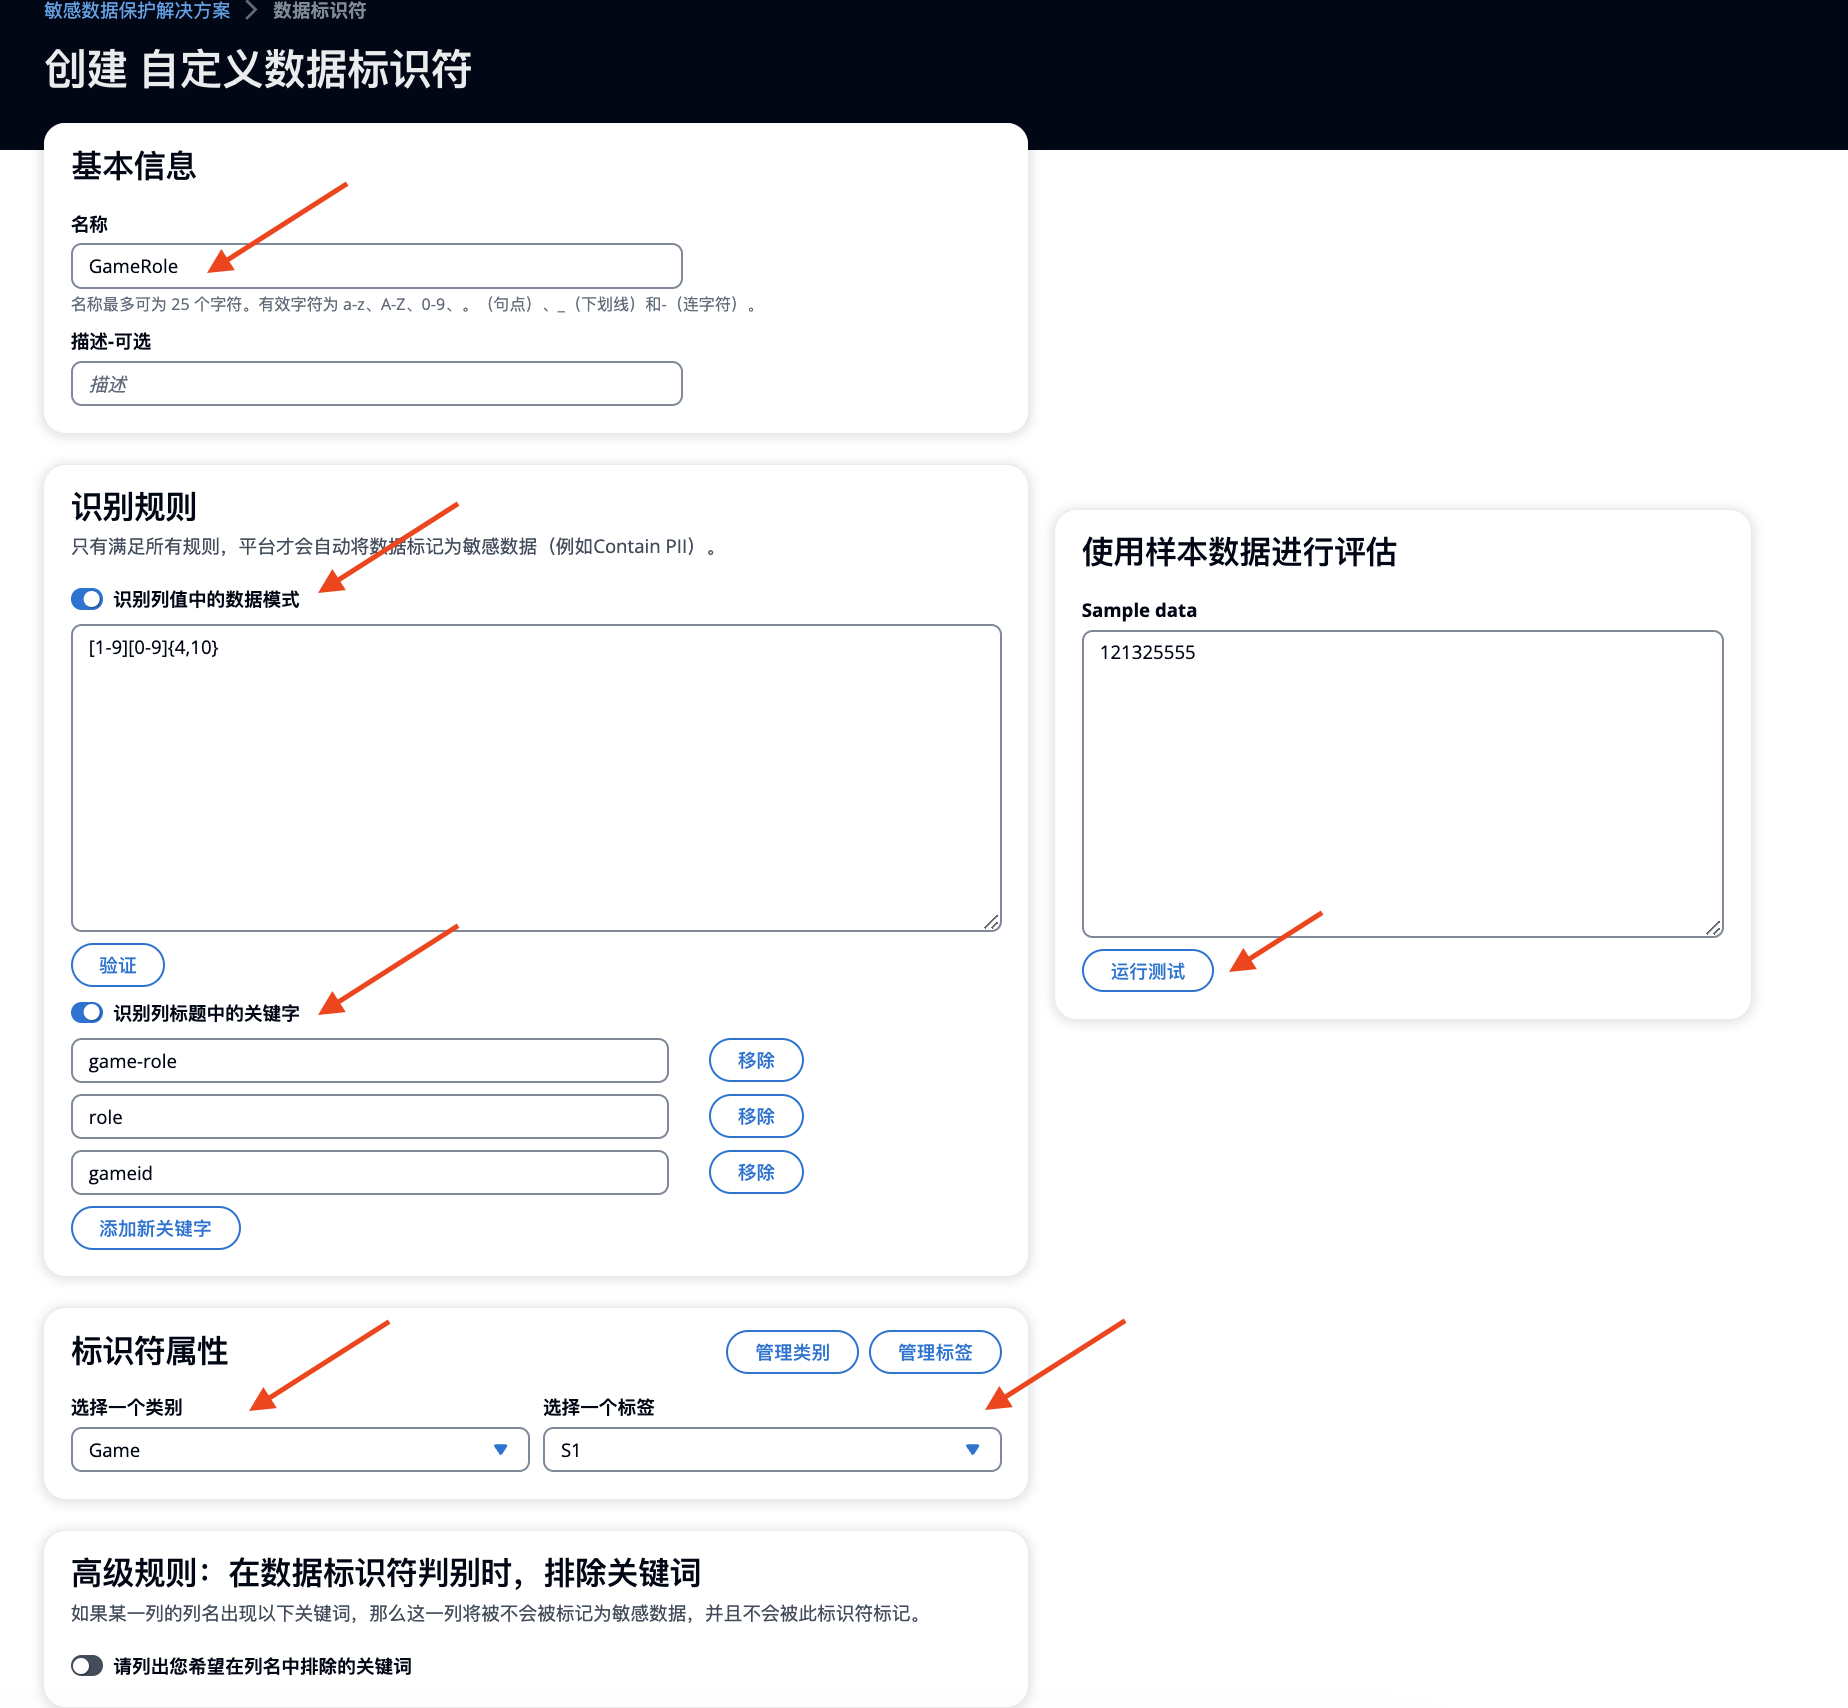 敏感数据保护解决方案 > 数据标识符
创建 自定义数据标识符
基本信息
名称
GameRole
名称最多可为 25 个字符。有效字符为 a-z、A-Z、0-9、。（句点）、_（下划线）和-（连字符）。
描述-可选
描述
识别规则
只有满足所有规则，平台才会自动将数据标记为敏感数据（例如Contain PII）。
识别列值中的数据模式
[1-9][0-9]{4,10}
验证
识别列标题中的关键字
game-role
移除
role
移除
gameid
移除
添加新关键字
使用样本数据进行评估
Sample data
121325555
运行测试
标识符属性
管理类别
管理标签
选择一个类别
Game
选择一个标签
S1
高级规则：在数据标识符判别时，排除关键词
如果某一列的列名出现以下关键词，那么这一列将被不会被标记为敏感数据，并且不会被此标识符标记。
请列出您希望在列名中排除的关键词